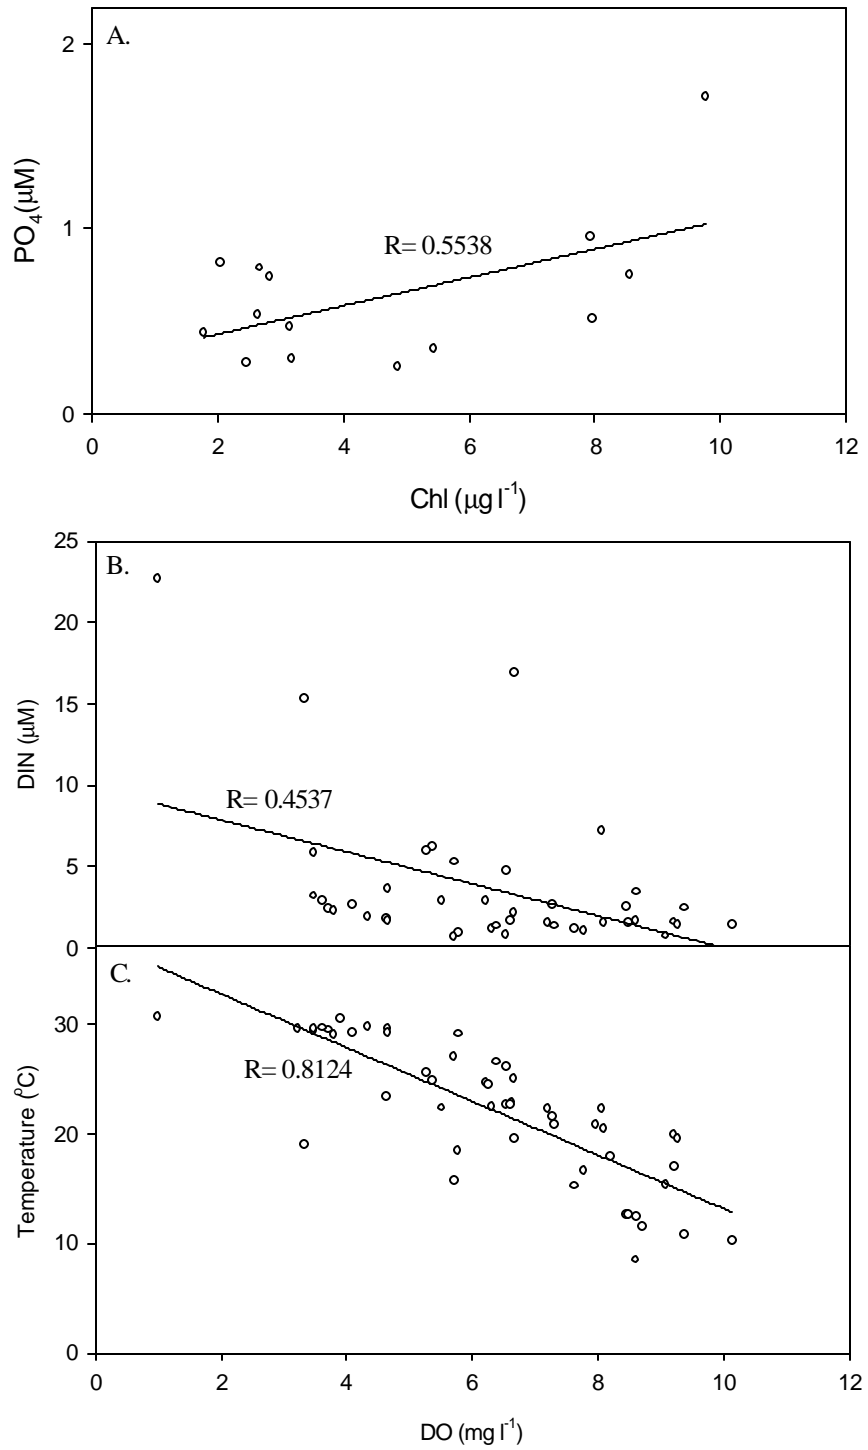 A.
2
1
0
PO₄(µM)
R= 0.5538
0 2 4 6 8 10 12
Chl (µg l⁻¹)
B.
25
20
15
10
5
0
DIN (µM)
R= 0.4537
C.
30
20
10
0
Temperature (⁰C)
R= 0.8124
0 2 4 6 8 10 12
DO (mg l⁻¹)